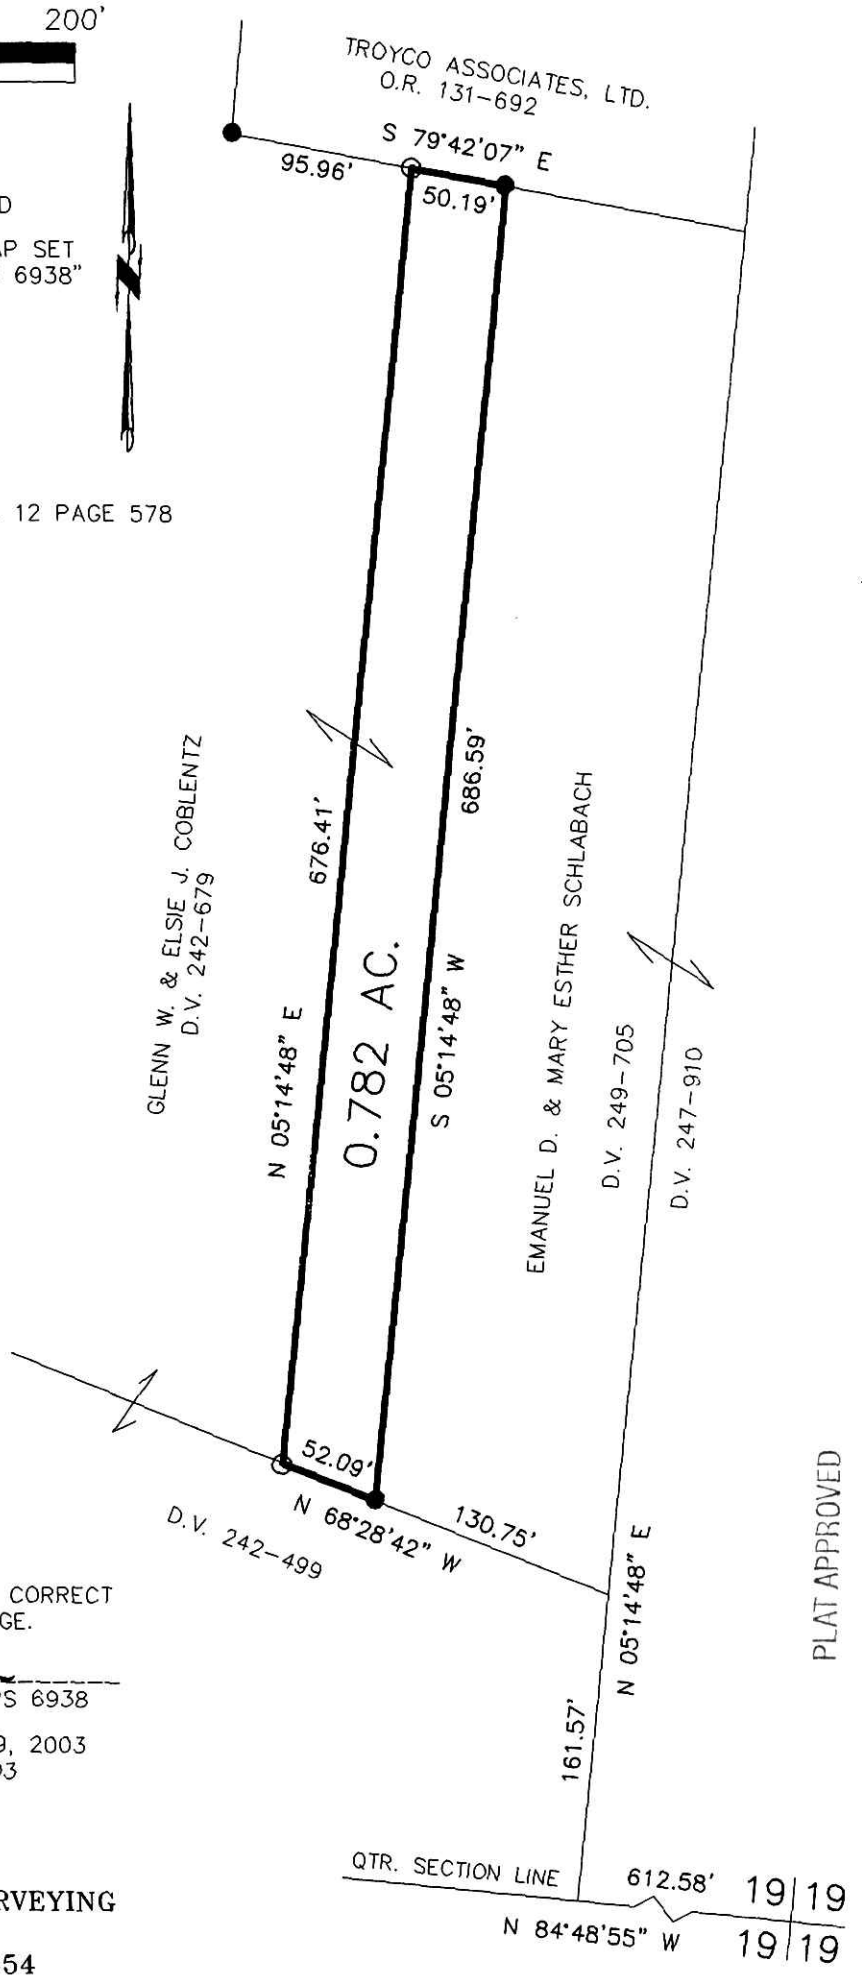 200'
TROYCO ASSOCIATES, LTD.
O.R. 131-692
S 79°42'07" E
95.96'
50.19'
D
AP SET
6938"
12 PAGE 578
GLENN W. & ELSIE J. COBLENTZ
D.V. 242-679
676.41'
N 05°14'48" E
0.782 AC.
686.59'
S 05°14'48" W
EMANUEL D. & MARY ESTHER SCHLABACH
D.V. 249-705
D.V. 247-910
52.09'
N 68°28'42" W
130.75'
D.V. 242-499
N 05°14'48" E
161.57'
PLAT APPROVED
CORRECT
GE.
PS 6938
9, 2003
03
RVEYING
54
QTR. SECTION LINE
612.58'
N 84°48'55" W
19 19
19 19